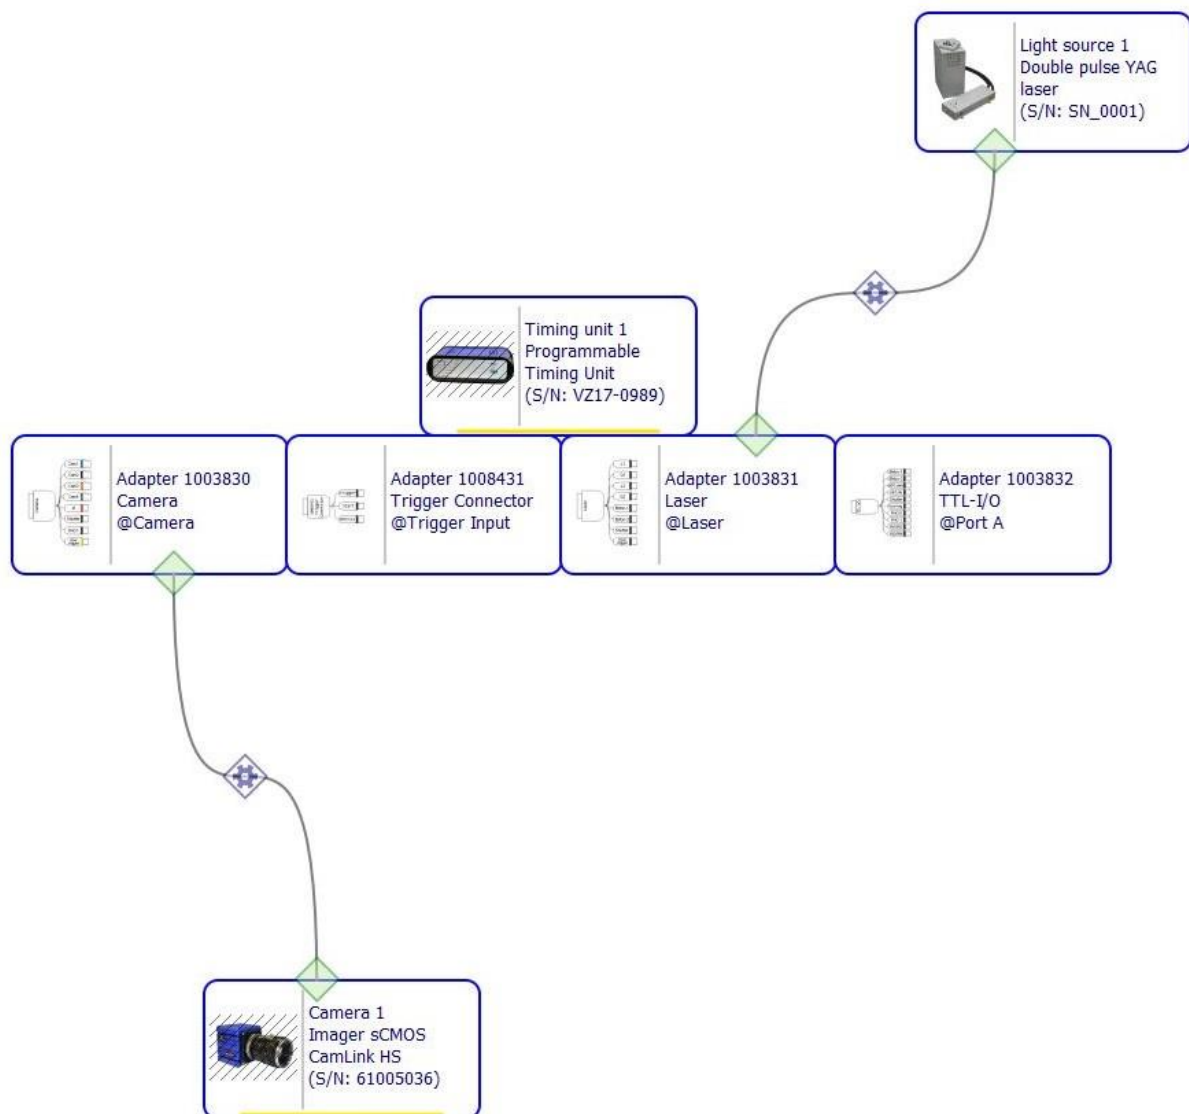 Light source 1
Double pulse YAG
laser
(S/N: SN_0001)
Timing unit 1
Programmable
Timing Unit
(S/N: VZ17-0989)
Adapter 1003830
Camera
@Camera
Adapter 1008431
Trigger Connector
@Trigger Input
Adapter 1003831
Laser
@Laser
Adapter 1003832
TTL-I/O
@Port A
Camera 1
Imager sCMOS
CamLink HS
(S/N: 61005036)